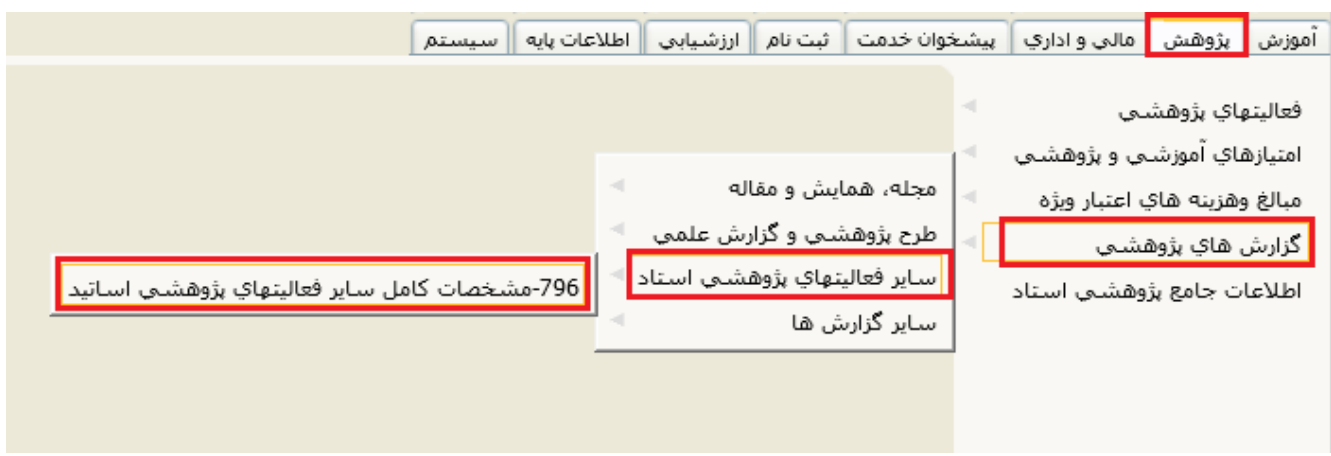 آموزش پژوهش مالي و اداري پيشخوان خدمت ثبت نام ارزشيابي اطلاعات پايه سيستم
فعاليتهاي پژوهشي
امتيازهاي آموزشي و پژوهشي
مبالغ وهزينه هاي اعتبار ويژه
گزارش هاي پژوهشي
اطلاعات جامع پژوهشي استاد
مجله، همايش و مقاله
طرح پژوهشي و گزارش علمي
ساير فعاليتهاي پژوهشي استاد
ساير گزارش ها
796-مشخصات کامل ساير فعاليتهاي پژوهشي اساتيد